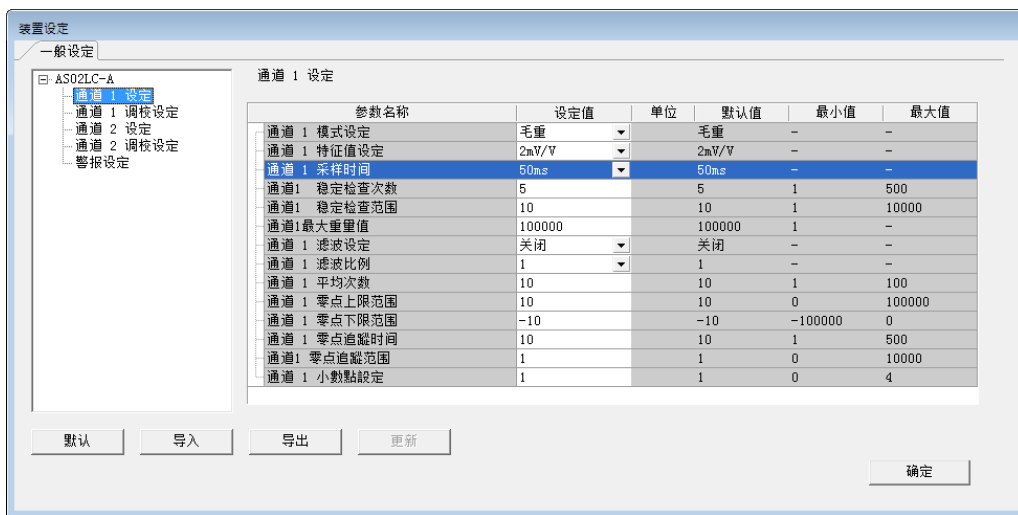 装置设定
一般设定
AS02LC-A
通道 1 设定
通道 1 调校设定
通道 2 设定
通道 2 调校设定
警报设定
通道 1 设定
参数名称 设定值 单位 默认值 最小值 最大值
通道 1 模式设定 毛重 毛重 - -
通道 1 特征值设定 2mV/V 2mV/V - -
通道 1 采样时间 50ms 50ms - -
通道1 稳定检查次数 5 5 1 500
通道1 稳定检查范围 10 10 1 10000
通道1最大重量值 100000 100000 1 -
通道 1 滤波设定 关闭 关闭 - -
通道 1 滤波比例 1 1 - -
通道 1 平均次数 10 10 1 100
通道 1 零点上限范围 10 10 0 100000
通道 1 零点下限范围 -10 -10 -100000 0
通道 1 零点追踪时间 10 10 1 500
通道1 零点追踪范围 1 1 0 10000
通道 1 小數點設定 1 1 0 4
默认 导入 导出 更新
确定